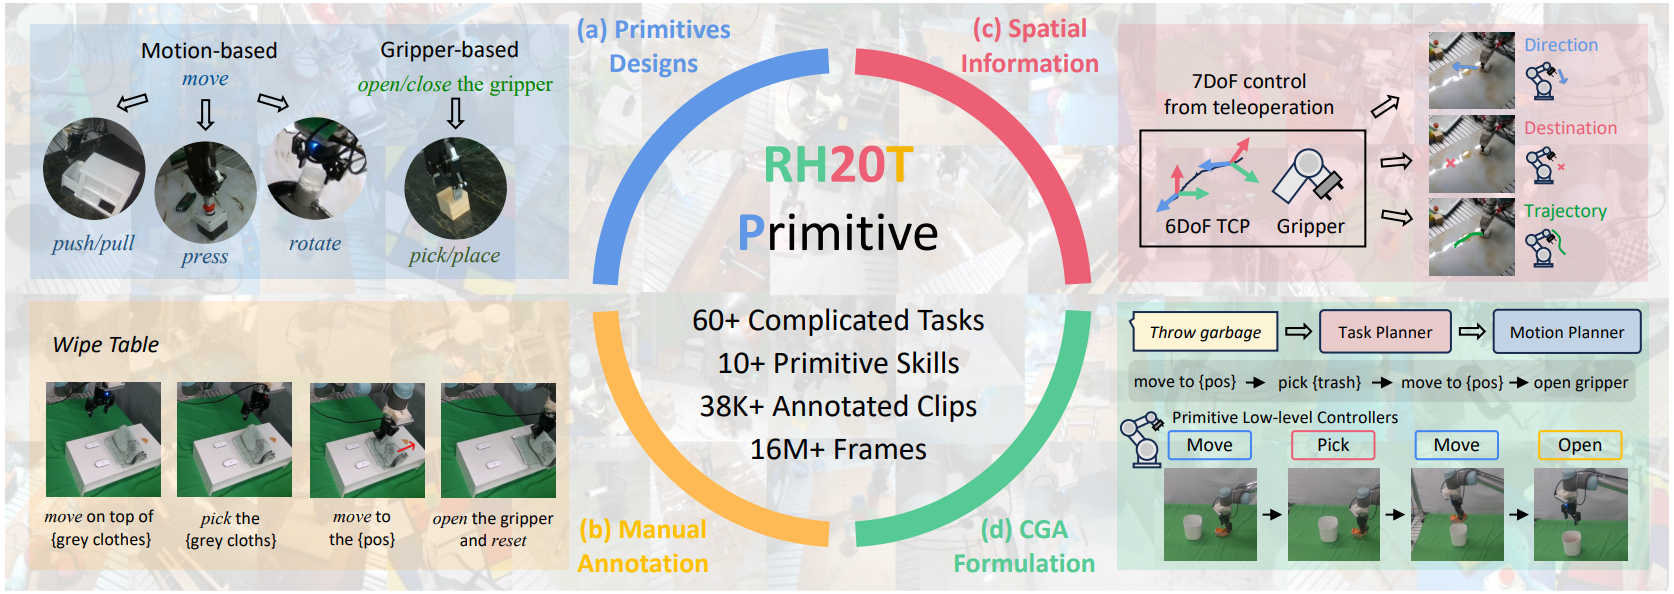 (a) Primitives
Designs
Motion-based
move
Gripper-based
open/close the gripper
push/pull
press
rotate
pick/place
(c) Spatial
Information
7DoF control
from teleoperation
6DoF TCP
Gripper
Direction
Destination
Trajectory
RH20T
Primitive
60+ Complicated Tasks
10+ Primitive Skills
38K+ Annotated Clips
16M+ Frames
Wipe Table
move on top of
{grey clothes}
pick the
{grey cloths}
move to
the {pos}
open the gripper
and reset
(b) Manual
Annotation
(d) CGA
Formulation
Throw garbage
Task Planner
Motion Planner
move to {pos}
pick {trash}
move to {pos}
open gripper
Primitive Low-level Controllers
Move
Pick
Move
Open